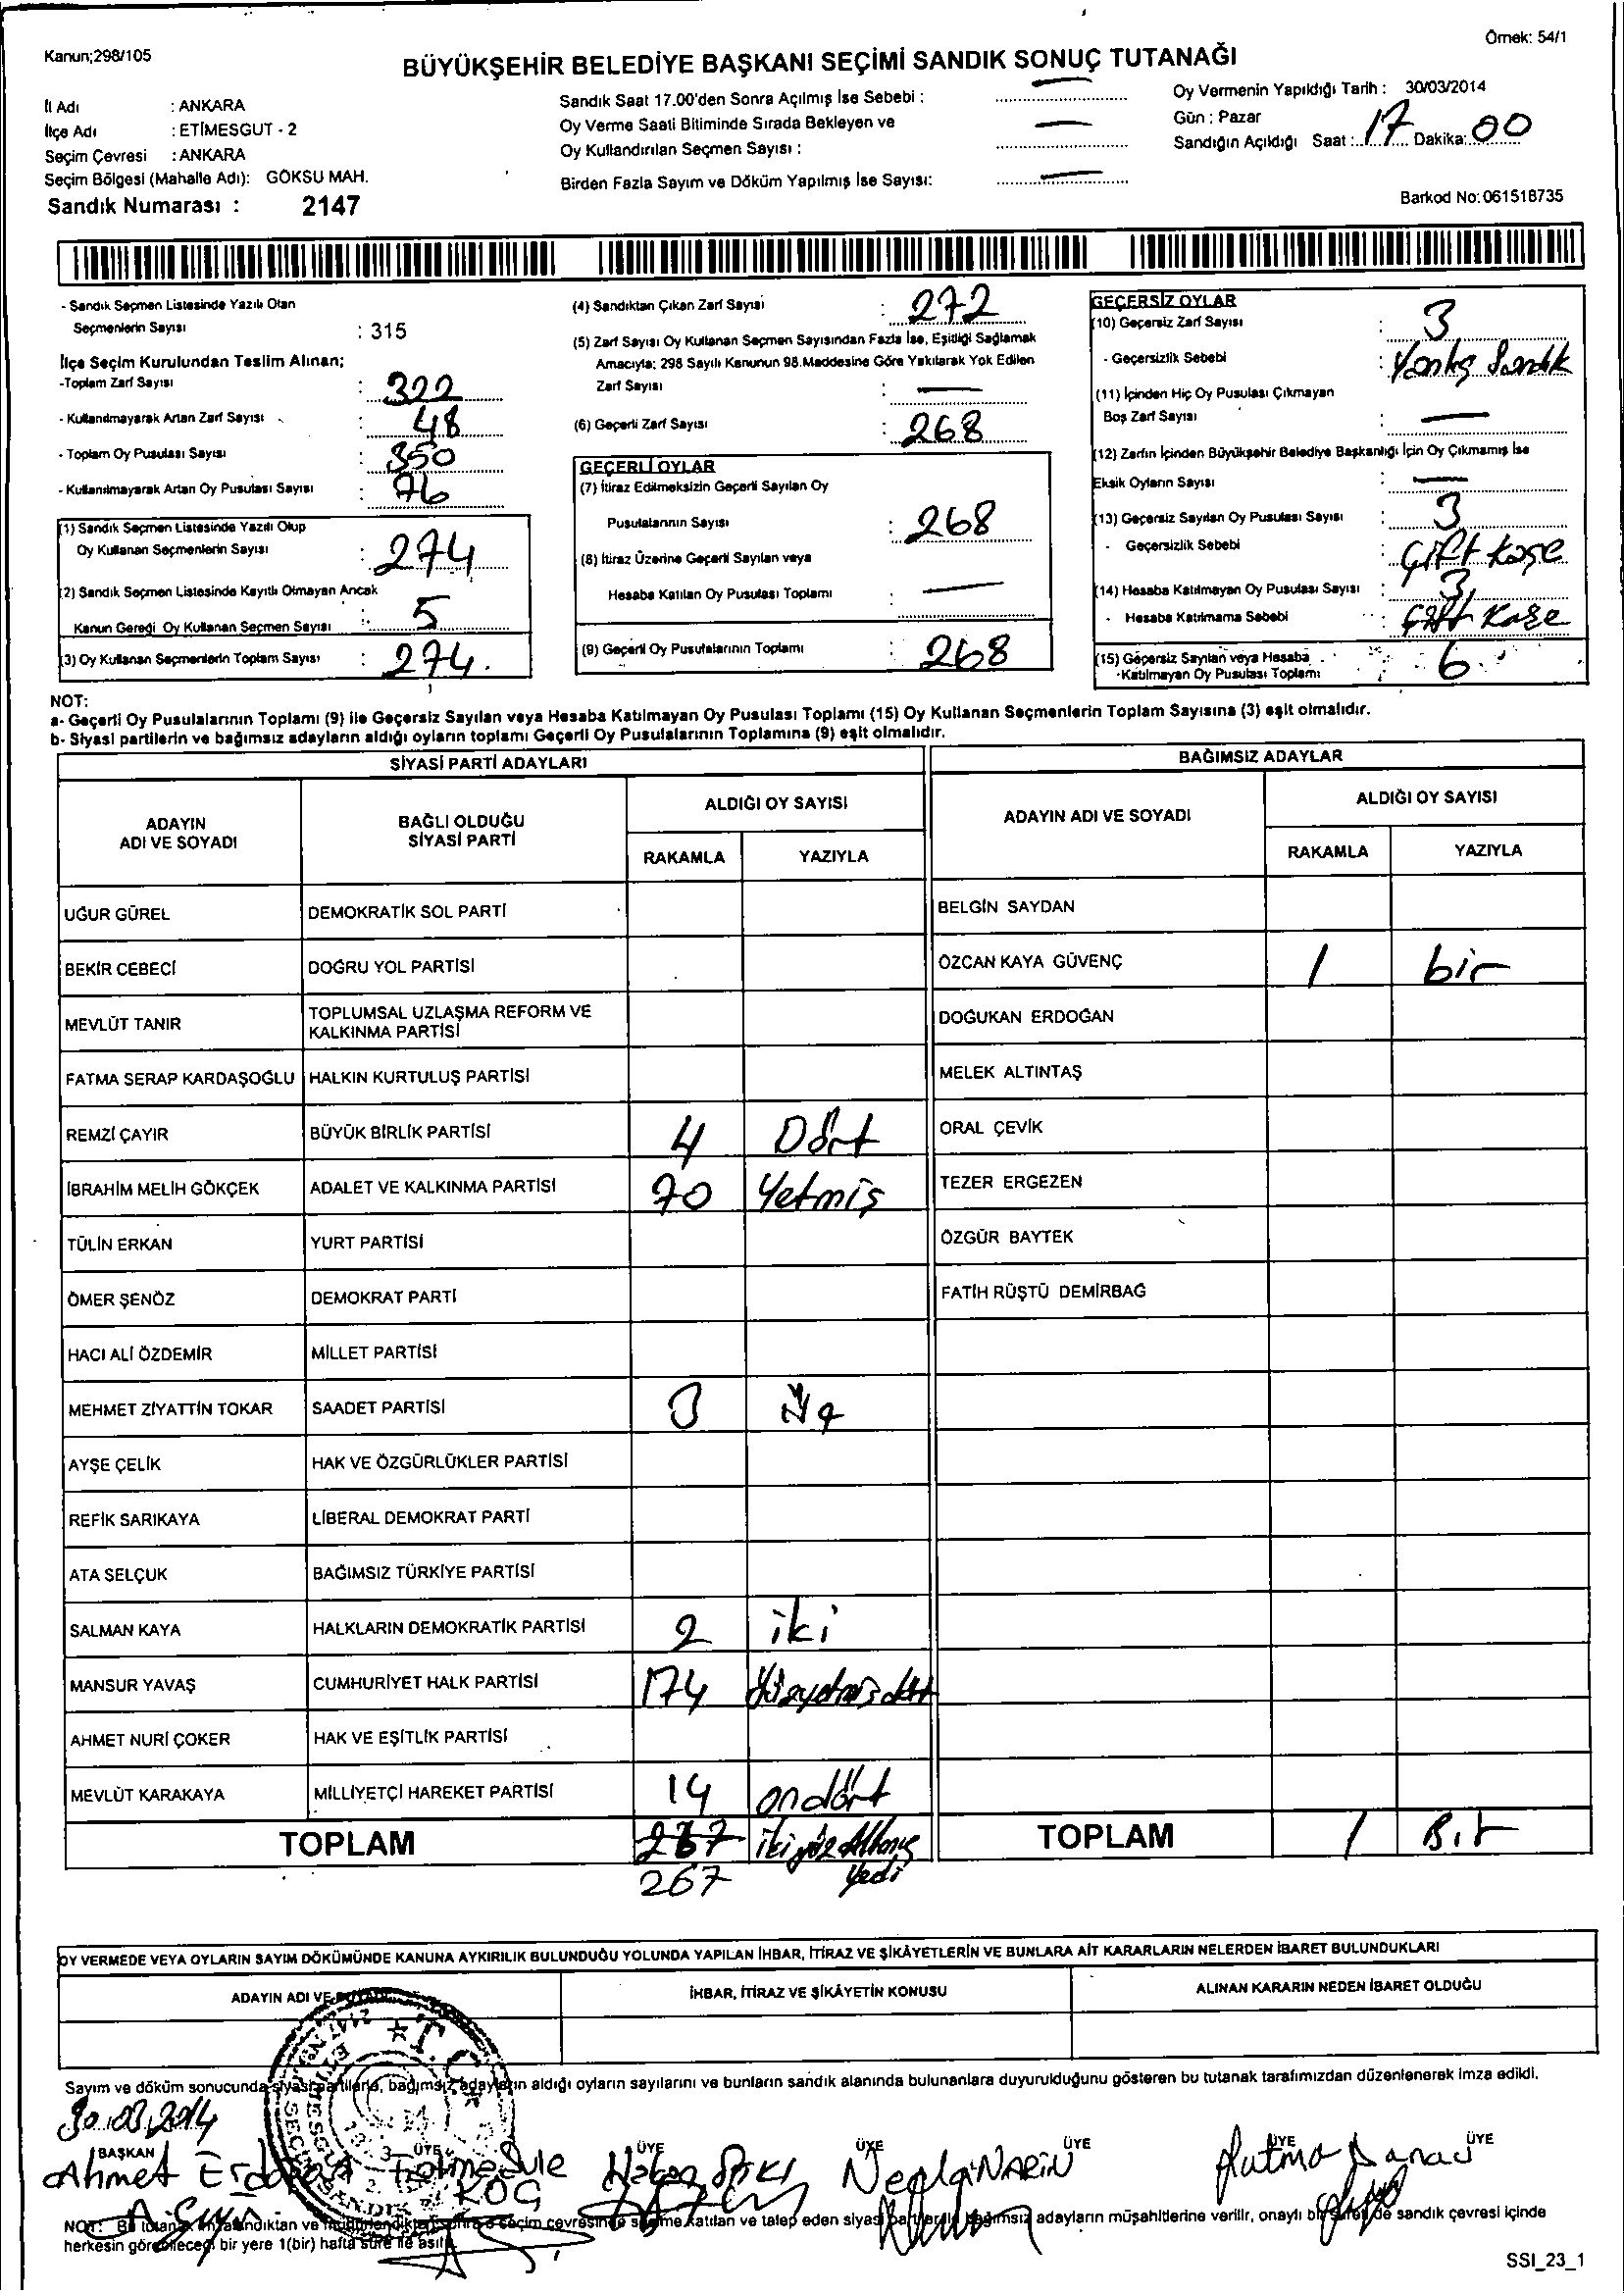 Kanun;298/105
Örnek: 54/1
BÜYÜKŞEHİR BELEDİYE BAŞKANI SEÇİMİ SANDIK SONUÇ TUTANAĞI
İl Adı : ANKARA
İlçe Adı : ETİMESGUT - 2
Seçim Çevresi : ANKARA
Seçim Bölgesi (Mahalle Adı): GÖKSU MAH.
Sandık Numarası : 2147
Sandık Saat 17.00'den Sonra Açılmış İse Sebebi : —
Oy Verme Saati Bitiminde Sırada Bekleyen ve
Oy Kullandırılan Seçmen Sayısı : —
Birden Fazla Sayım ve Döküm Yapılmış İse Sayısı: —
Oy Vermenin Yapıldığı Tarih : 30/03/2014
Gün : Pazar
Sandığın Açıldığı Saat : 17 Dakika: 00
Barkod No: 061518735
- Sandık Seçmen Listesinde Yazılı Olan
Seçmenlerin Sayısı : 315
İlçe Seçim Kurulundan Teslim Alınan;
-Toplam Zarf Sayısı : 322
- Kullanılmayarak Artan Zarf Sayısı : 48
- Toplam Oy Pusulası Sayısı : 350
- Kullanılmayarak Artan Oy Pusulası Sayısı : 76
(1) Sandık Seçmen Listesinde Yazılı Olup
Oy Kullanan Seçmenlerin Sayısı : 274
(2) Sandık Seçmen Listesinde Kayıtlı Olmayan Ancak
Kanun Gereği Oy Kullanan Seçmen Sayısı : 5
(3) Oy Kullanan Seçmenlerin Toplam Sayısı : 274.
(4) Sandıktan Çıkan Zarf Sayısı : 272
(5) Zarf Sayısı Oy Kullanan Seçmen Sayısından Fazla İse, Eşitliği Sağlamak
Amacıyla; 298 Sayılı Kanunun 98.Maddesine Göre Yakılarak Yok Edilen
Zarf Sayısı : —
(6) Geçerli Zarf Sayısı : 268
GEÇERLİ OYLAR
(7) İtiraz Edilmeksizin Geçerli Sayılan Oy
Pusulalarının Sayısı : 268
(8) İtiraz Üzerine Geçerli Sayılan veya
Hesaba Katılan Oy Pusulası Toplamı : —
(9) Geçerli Oy Pusulalarının Toplamı : 268
GEÇERSİZ OYLAR
(10) Geçersiz Zarf Sayısı : 3
- Geçersizlik Sebebi : Yanlış Sandık
(11) İçinden Hiç Oy Pusulası Çıkmayan
Boş Zarf Sayısı : —
(12) Zarfın İçinden Büyükşehir Belediye Başkanlığı İçin Oy Çıkmamış İse
Eksik Oyların Sayısı : —
(13) Geçersiz Sayılan Oy Pusulası Sayısı : 3
- Geçersizlik Sebebi : Çift Kaşe
(14) Hesaba Katılmayan Oy Pusulası Sayısı : 3
- Hesaba Katılmama Sebebi : Çift Kaşe
(15) Geçersiz Sayılan veya Hesaba
Katılmayan Oy Pusulası Toplamı : 6
NOT:
a- Geçerli Oy Pusulalarının Toplamı (9) ile Geçersiz Sayılan veya Hesaba Katılmayan Oy Pusulası Toplamı (15) Oy Kullanan Seçmenlerin Toplam Sayısına (3) eşit olmalıdır.
b- Siyasi partilerin ve bağımsız adayların aldığı oyların toplamı Geçerli Oy Pusulalarının Toplamına (9) eşit olmalıdır.
SİYASİ PARTİ ADAYLARI
ADAYIN ADI VE SOYADI
BAĞLI OLDUĞU SİYASİ PARTİ
ALDIĞI OY SAYISI
RAKAMLA YAZIYLA
UĞUR GÜREL DEMOKRATİK SOL PARTİ
BEKİR CEBECİ DOĞRU YOL PARTİSİ
MEVLÜT TANIR TOPLUMSAL UZLAŞMA REFORM VE KALKINMA PARTİSİ
FATMA SERAP KARDAŞOĞLU HALKIN KURTULUŞ PARTİSİ
REMZİ ÇAYIR BÜYÜK BİRLİK PARTİSİ 4 Dört
İBRAHİM MELİH GÖKÇEK ADALET VE KALKINMA PARTİSİ 70 Yetmiş
TÜLİN ERKAN YURT PARTİSİ
ÖMER ŞENÖZ DEMOKRAT PARTİ
HACI ALİ ÖZDEMİR MİLLET PARTİSİ
MEHMET ZİYATTİN TOKAR SAADET PARTİSİ 3 Üç
AYŞE ÇELİK HAK VE ÖZGÜRLÜKLER PARTİSİ
REFİK SARIKAYA LİBERAL DEMOKRAT PARTİ
ATA SELÇUK BAĞIMSIZ TÜRKİYE PARTİSİ
SALMAN KAYA HALKLARIN DEMOKRATİK PARTİSİ 2 iki
MANSUR YAVAŞ CUMHURİYET HALK PARTİSİ 174 Yüzyetmişdört
AHMET NURİ ÇOKER HAK VE EŞİTLİK PARTİSİ
MEVLÜT KARAKAYA MİLLİYETÇİ HAREKET PARTİSİ 14 ondört
TOPLAM 267 ikiyüz Altmış
267 Yedi
BAĞIMSIZ ADAYLAR
ADAYIN ADI VE SOYADI
ALDIĞI OY SAYISI
RAKAMLA YAZIYLA
BELGİN SAYDAN
ÖZCAN KAYA GÜVENÇ 1 bir
DOĞUKAN ERDOĞAN
MELEK ALTINTAŞ
ORAL ÇEVİK
TEZER ERGEZEN
ÖZGÜR BAYTEK
FATİH RÜŞTÜ DEMİRBAĞ
TOPLAM 1 Bir
OY VERMEDE VEYA OYLARIN SAYIM DÖKÜMÜNDE KANUNA AYKIRILIK BULUNDUĞU YOLUNDA YAPILAN İHBAR, İTİRAZ VE ŞİKÂYETLERİN VE BUNLARA AİT KARARLARIN NELERDEN İBARET BULUNDUKLARI
ADAYIN ADI VE
İHBAR, İTİRAZ VE ŞİKÂYETİN KONUSU
ALINAN KARARIN NEDEN İBARET OLDUĞU
Sayım ve döküm sonucunda siyasi partilerin, bağımsız adayların aldığı oyların sayılarını ve bunların sandık alanında bulunanlara duyurulduğunu gösteren bu tutanak tarafımızdan düzenlenerek imza edildi.
30.03.2014
BAŞKAN ÜYE ÜYE ÜYE ÜYE ÜYE ÜYE
Ahmet Fatma Şule Hakan Necla NARİN Fatma
KOÇ
NOT: Bu tutanak ve sonra o seçim çevresinde seçime katılan ve talep eden siyasi bağımsız adayların müşahitlerine verilir, onaylı bir de sandık çevresi içinde
herkesin görebileceği bir yere 1(bir) hafta süre ile asılır.
SSI_23_1